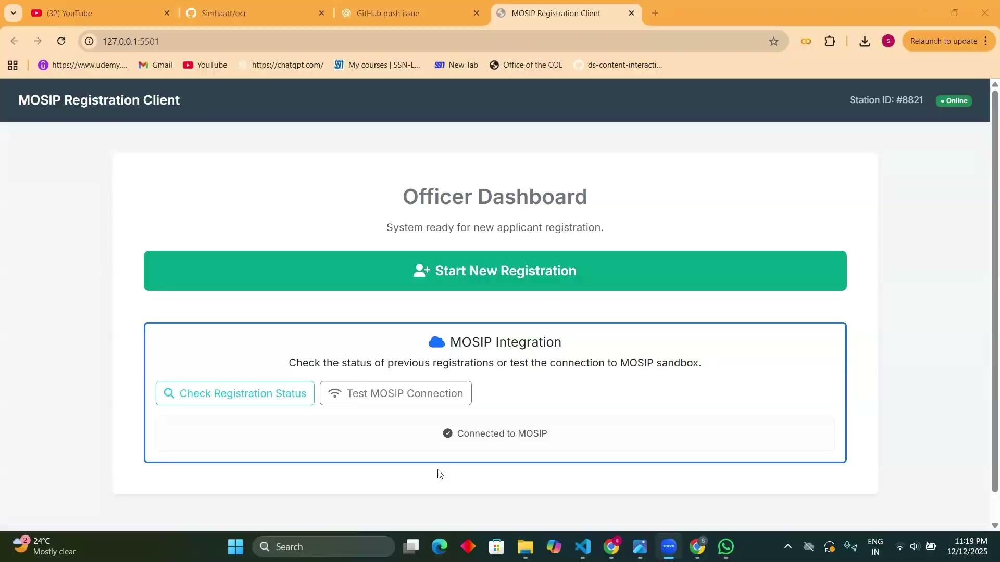 (32) YouTube
Simhaatt/ocr
GitHub push issue
MOSIP Registration Client
127.0.0.1:5501
S
Relaunch to update
https://www.udemy....
Gmail
YouTube
https://chatgpt.com/
SSN
My courses | SSN-L...
SSN
New Tab
Office of the COE
ds-content-interacti...
MOSIP Registration Client
Station ID: #8821
Online
Officer Dashboard
System ready for new applicant registration.
Start New Registration
MOSIP Integration
Check the status of previous registrations or test the connection to MOSIP sandbox.
Check Registration Status
Test MOSIP Connection
Connected to MOSIP
2
24°C
Mostly clear
Search
S
zoom
S
ENG
IN
11:19 PM
12/12/2025